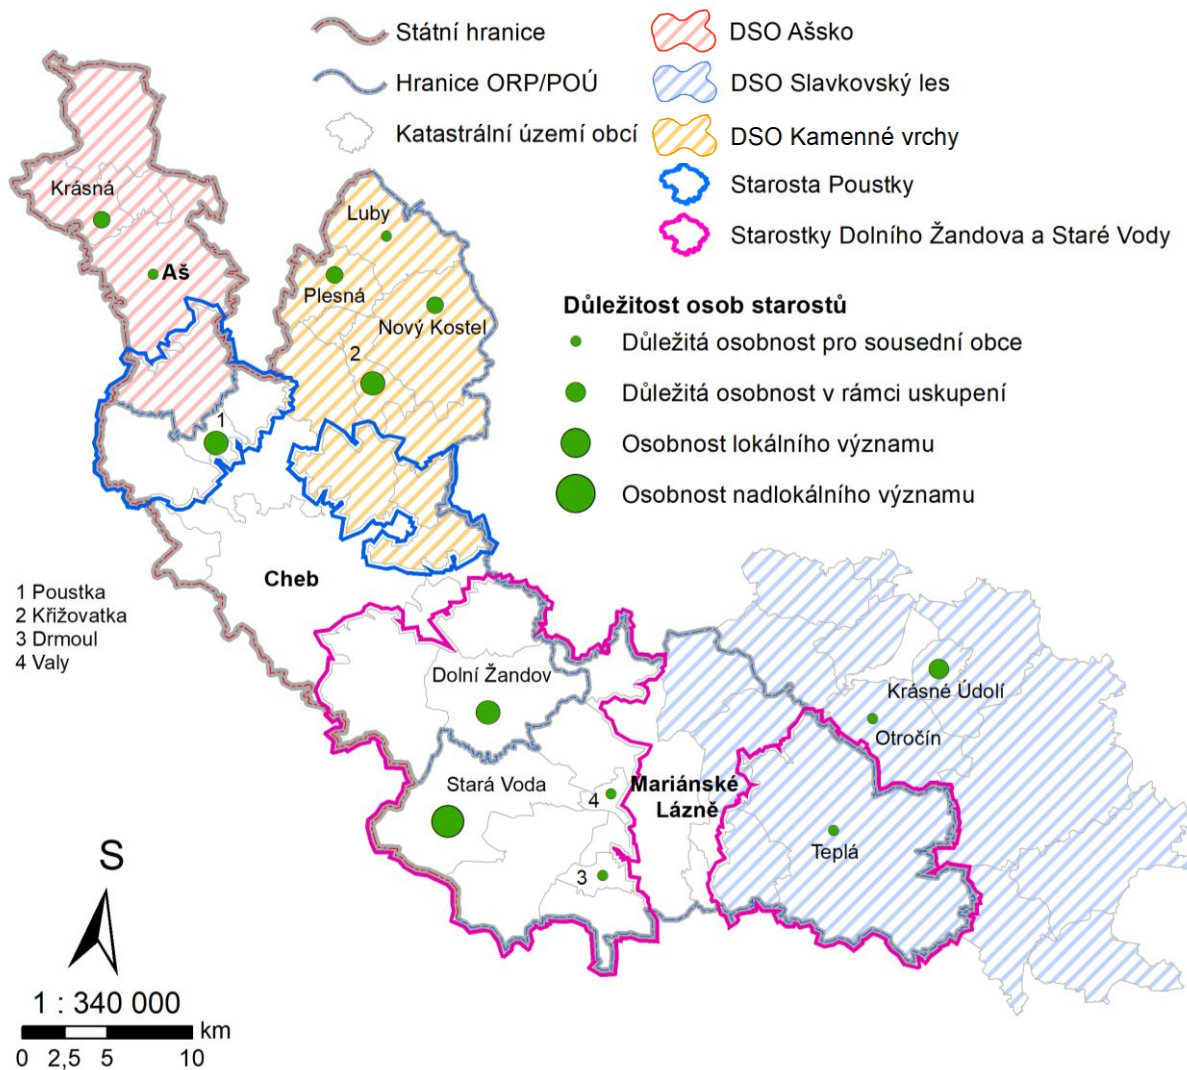 Státní hranice
Hranice ORP/POÚ
Katastrální území obcí
DSO Ašsko
DSO Slavkovský les
DSO Kamenné vrchy
Starosta Poustky
Starostky Dolního Žandova a Staré Vody
Důležitost osob starostů
Důležitá osobnost pro sousední obce
Důležitá osobnost v rámci uskupení
Osobnost lokálního významu
Osobnost nadlokálního významu
Krásná
Aš
Luby
Plesná
Nový Kostel
2
1
Cheb
1 Poustka
2 Křižovatka
3 Drmoul
4 Valy
Dolní Žandov
Krásné Údolí
Otročín
Stará Voda
4
Mariánské
Lázně
Teplá
3
S
1 : 340 000
km
0 2,5 5 10